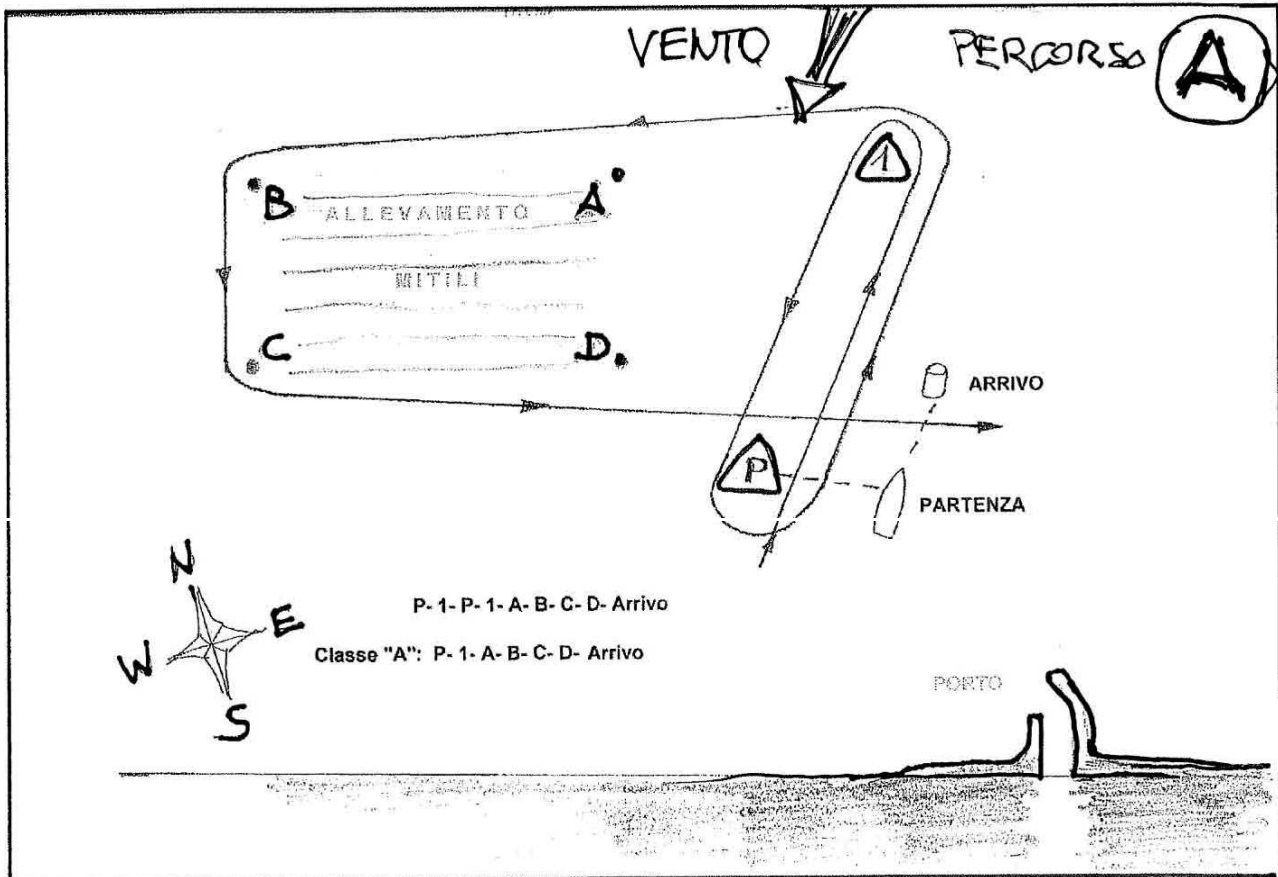 VENTO
PERCORSO A
1
B
ALLEVAMENTO
A
MITILI
C
D
ARRIVO
P
PARTENZA
N
E
W
S
P- 1- P- 1- A- B- C- D- Arrivo
Classe "A": P- 1- A- B- C- D- Arrivo
PORTO